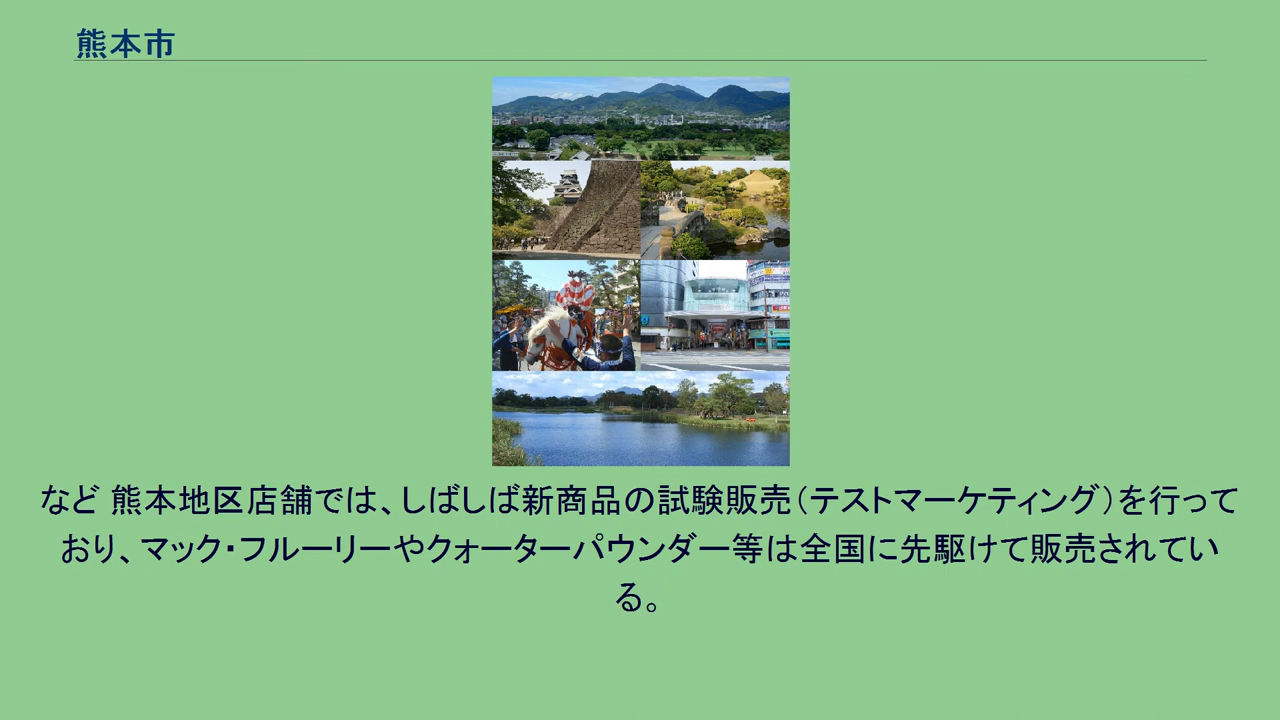 熊本市
など 熊本地区店舗では、しばしば新商品の試験販売（テストマーケティング）を行って
おり、マック・フルーリーやクォーターパウンダー等は全国に先駆けて販売されてい
る。